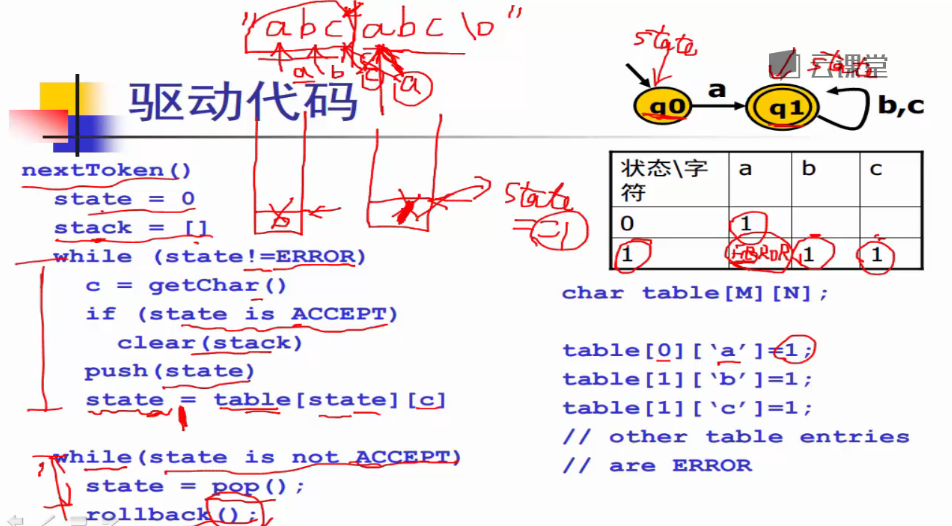 "abcabc\0"
a b c a
state
state
云课堂
驱动代码
q0 a q1 b,c
nextToken()
state = 0
stack = []
while (state!=ERROR)
c = getChar()
if (state is ACCEPT)
clear(stack)
push(state)
state = table[state][c]
while(state is not ACCEPT)
state = pop();
rollback();
0
state
==1
状态\字符 a b c
0 1
1 ERROR 1 1
char table[M][N];
table[0][‘a’]=1;
table[1][‘b’]=1;
table[1][‘c’]=1;
// other table entries
// are ERROR